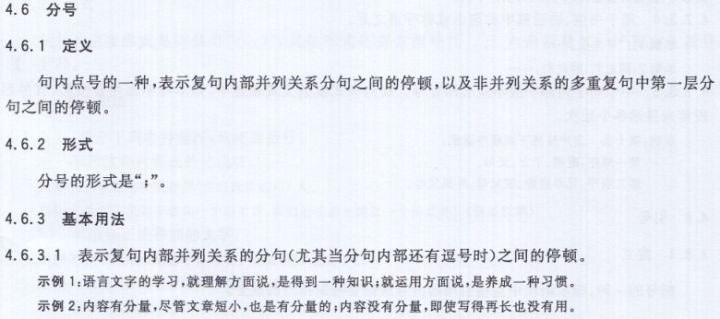 4.6 分号
4.6.1 定义
句内点号的一种,表示复句内部并列关系分句之间的停顿,以及非并列关系的多重复句中第一层分
句之间的停顿。
4.6.2 形式
分号的形式是“;”。
4.6.3 基本用法
4.6.3.1 表示复句内部并列关系的分句(尤其当分句内部还有逗号时)之间的停顿。
示例1:语言文字的学习,就理解方面说,是得到一种知识;就运用方面说,是养成一种习惯。
示例2:内容有分量,尽管文章短小,也是有分量的;内容没有分量,即使写得再长也没有用。